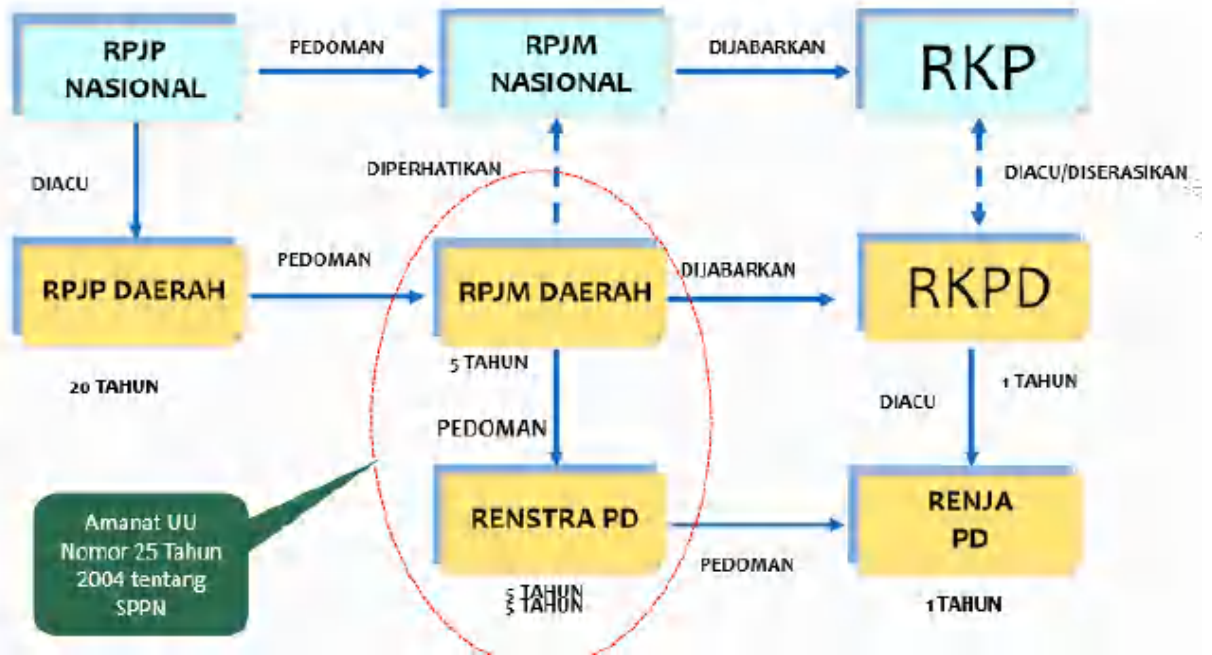 RPJP
NASIONAL
PEDOMAN
RPJM
NASIONAL
DIJABARKAN
RKP
DIACU
DIPERHATIKAN
DIACU/DISERASIKAN
RPJP DAERAH
PEDOMAN
RPJM DAERAH
DIJABARKAN
RKPD
20 TAHUN
5 TAHUN
1 TAHUN
PEDOMAN
DIACU
Amanat UU
Nomor 25 Tahun
2004 tentang
SPPN
RENSTRA PD
PEDOMAN
RENJA
PD
5 TAHUN
5 TAHUN
1 TAHUN